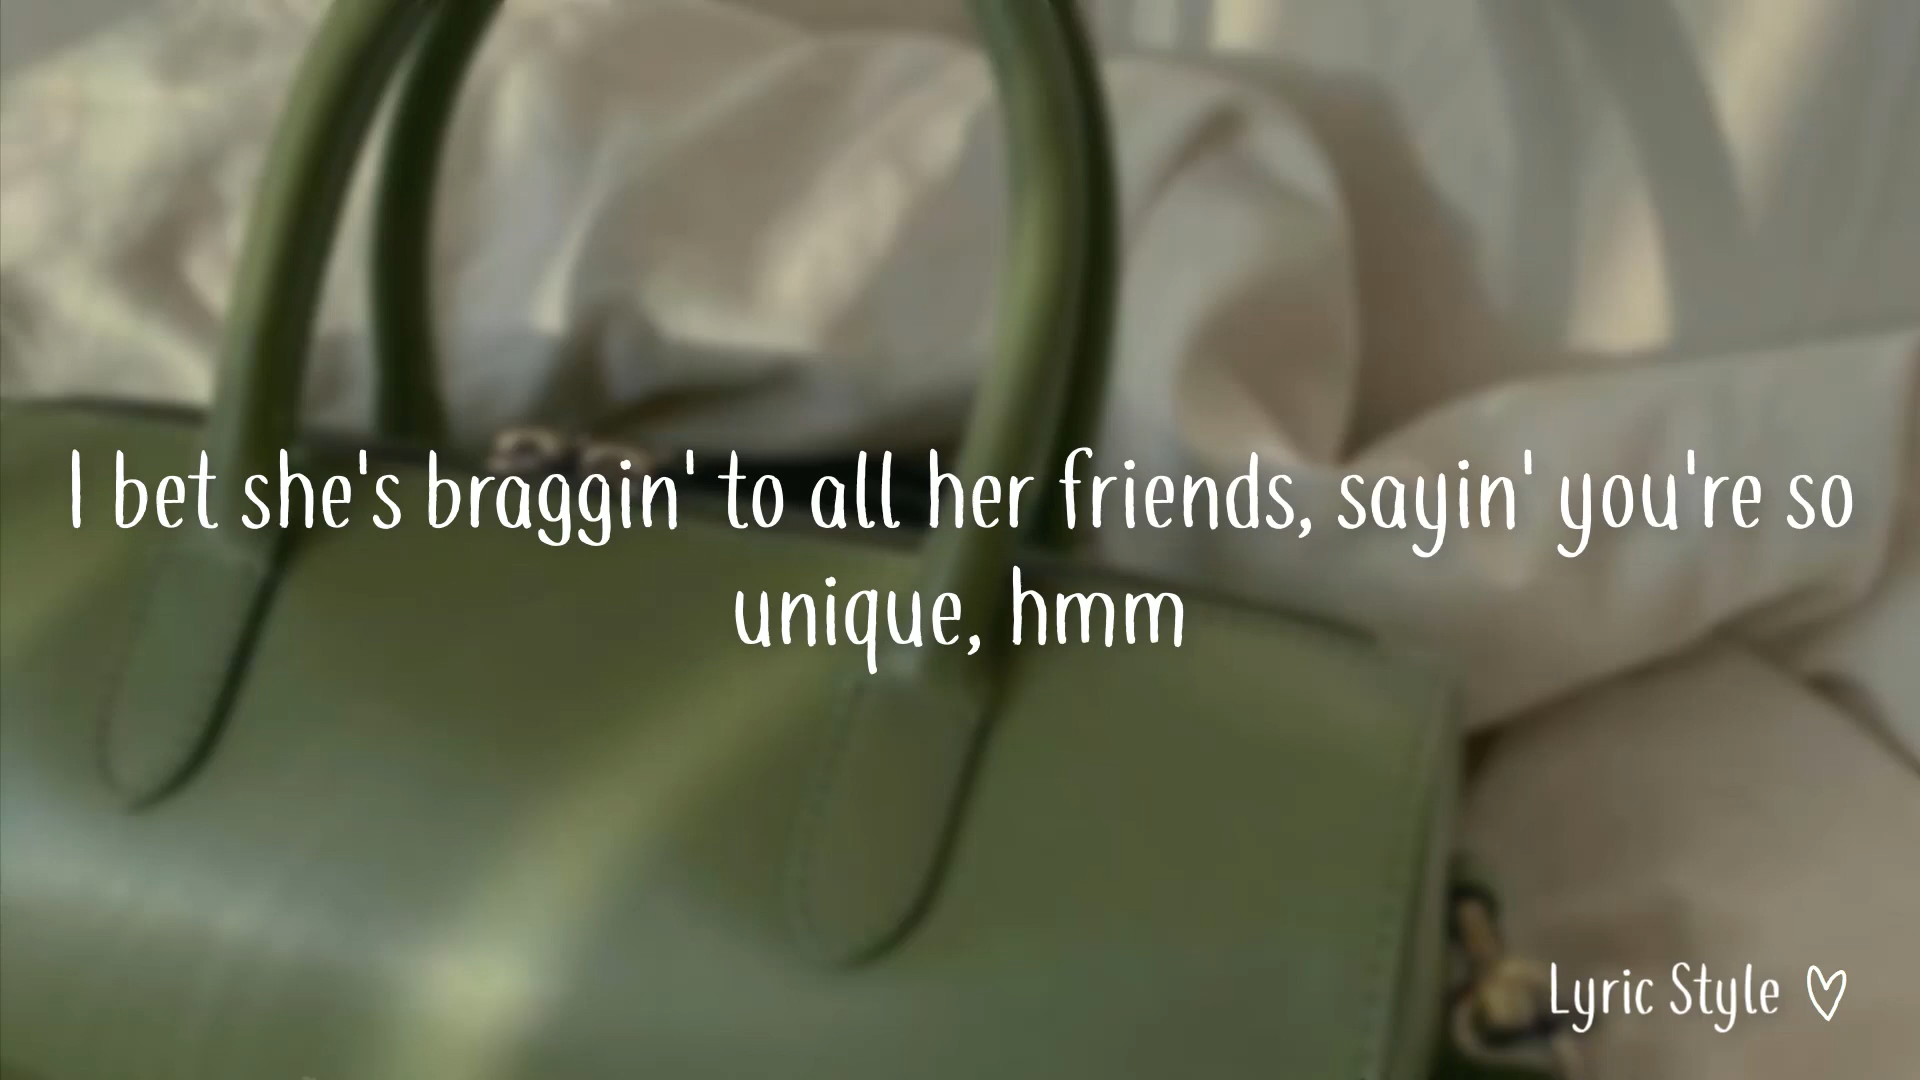 I bet she's braggin' to all her friends, sayin' you're so
unique, hmm
Lyric Style ♡